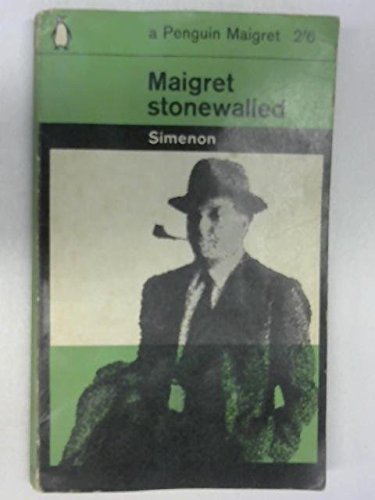 a Penguin Maigret 2'6
Maigret
stonewalled
Simenon